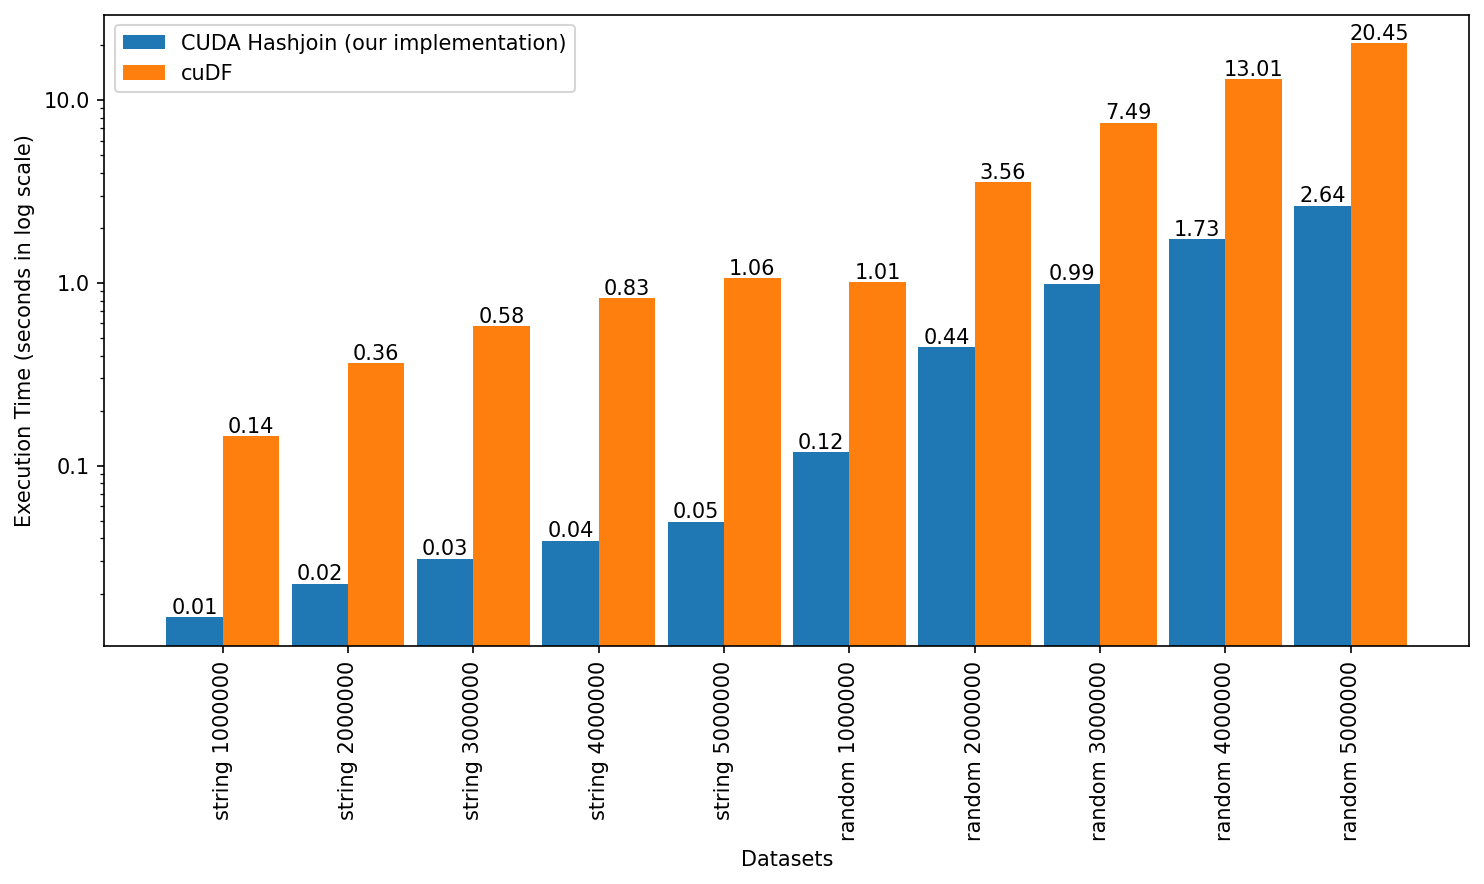 CUDA Hashjoin (our implementation)
cuDF
Execution Time (seconds in log scale)
10.0
1.0
0.1
0.01
0.14
0.02
0.36
0.03
0.58
0.04
0.83
0.05
1.06
0.12
1.01
0.44
3.56
0.99
7.49
1.73
13.01
2.64
20.45
string 1000000
string 2000000
string 3000000
string 4000000
string 5000000
random 1000000
random 2000000
random 3000000
random 4000000
random 5000000
Datasets